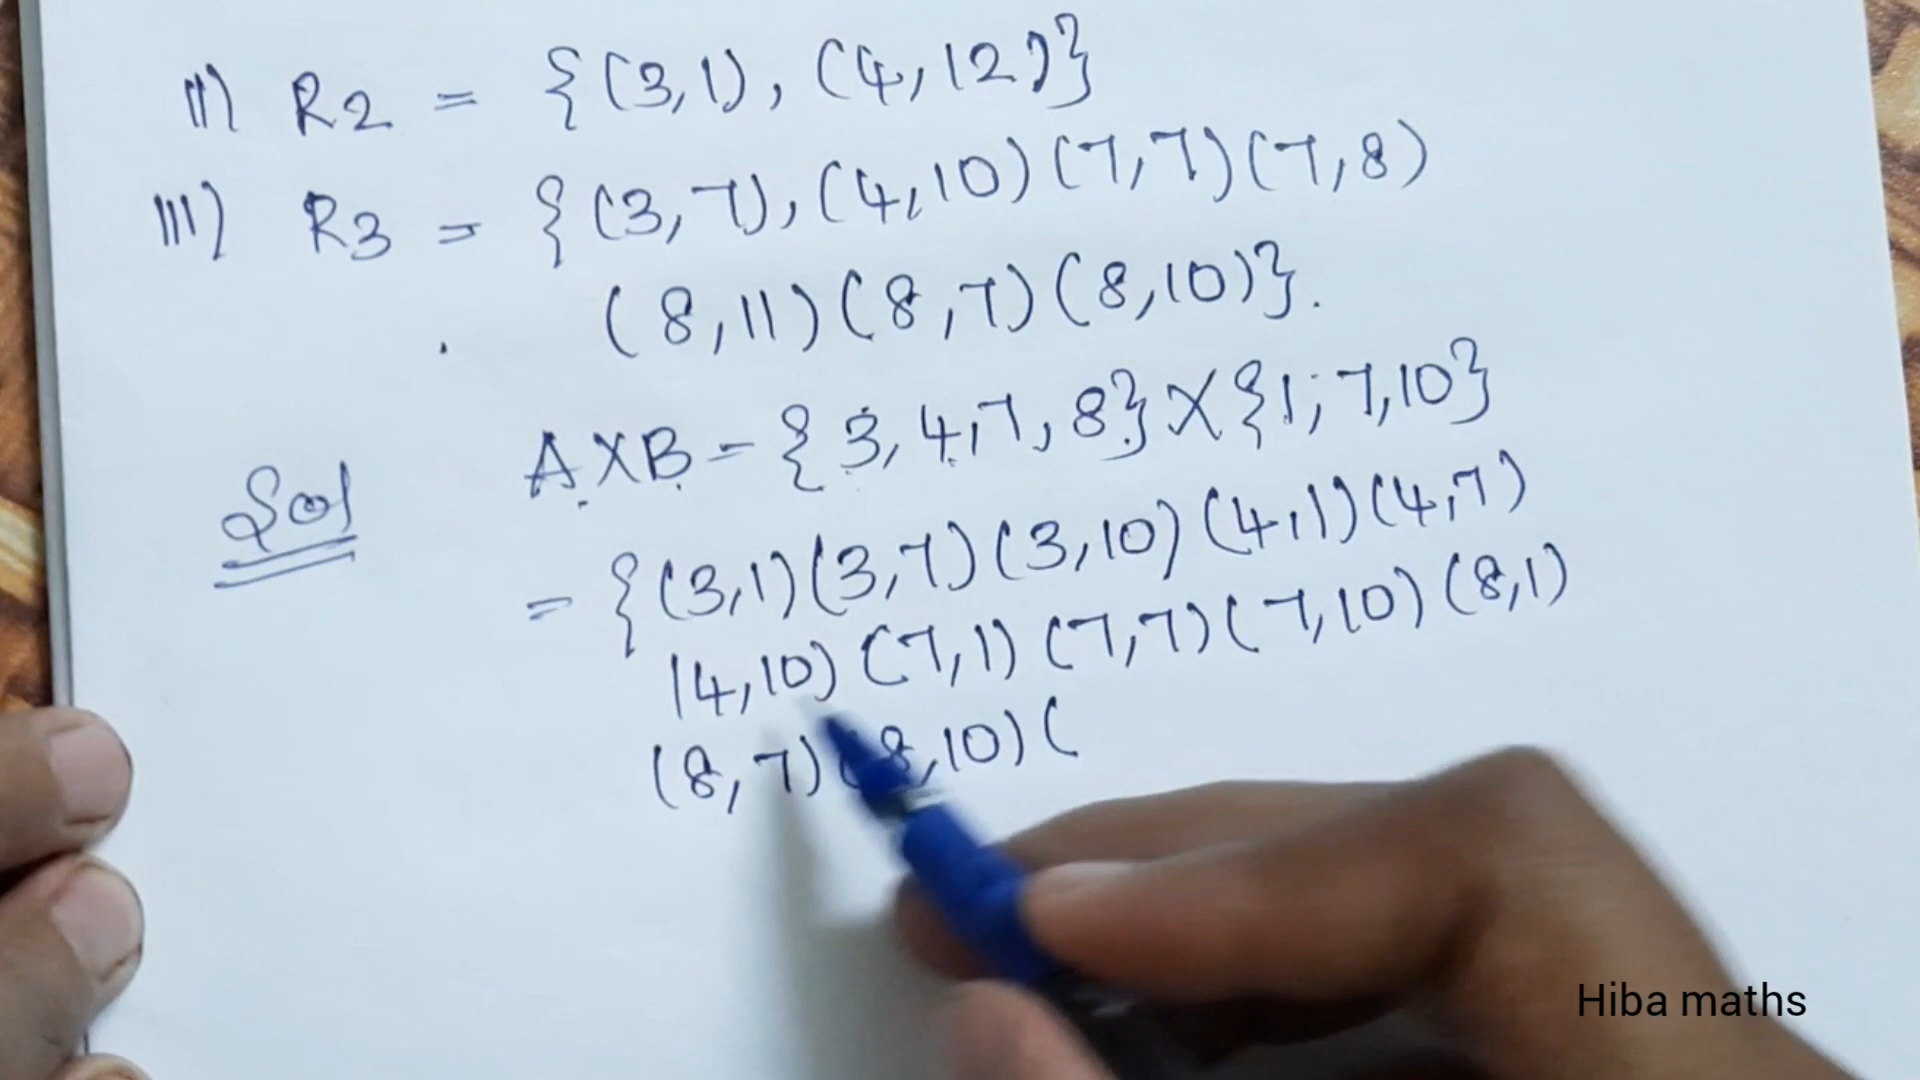 II) R2 = {(3,1), (4,12)}
III) R3 = {(3,7), (4,10) (7,7) (7,8)
(8,11) (8,7) (8,10)}.
Sol A×B = {3,4,7,8} × {1,7,10}
= {(3,1) (3,7) (3,10) (4,1) (4,7)
(4,10) (7,1) (7,7) (7,10) (8,1)
(8,7) (8,10) (
Hiba maths